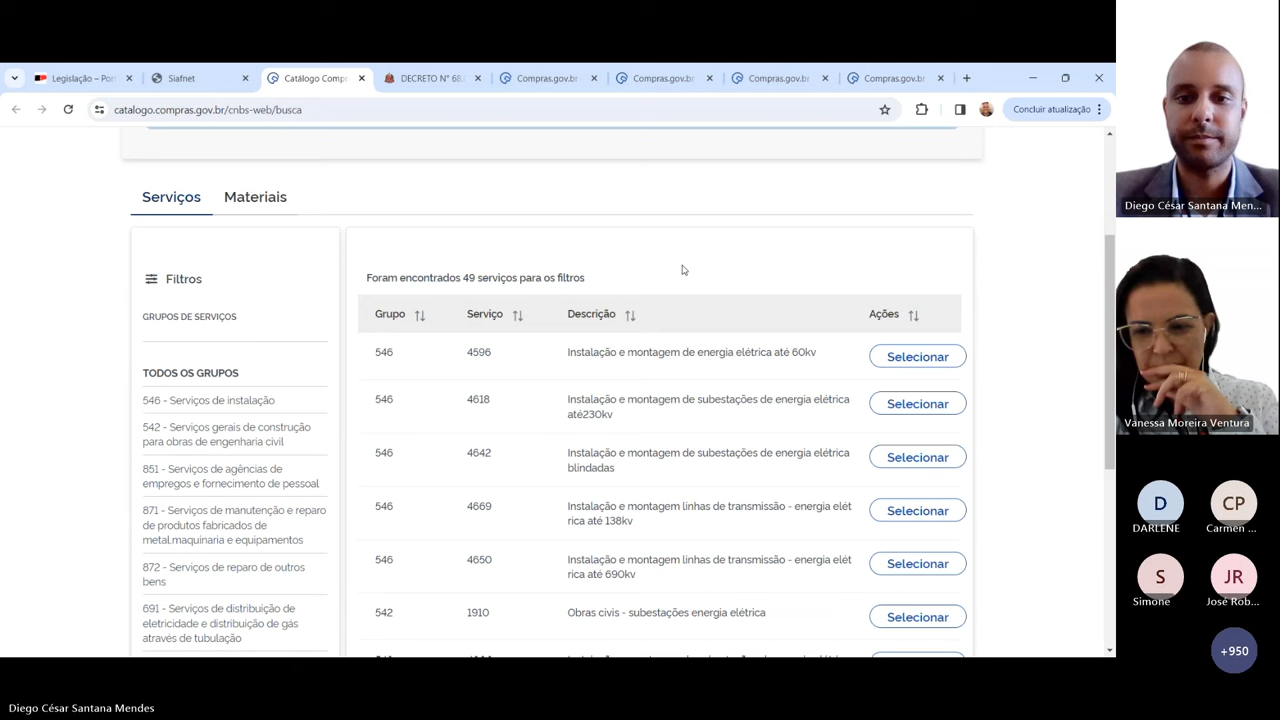 Legislação – Por
Siafnet
Catálogo Compr
DECRETO N° 68.
Compras.gov.br
Compras.gov.br
Compras.gov.br
Compras.gov.br
catalogo.compras.gov.br/cnbs-web/busca
Concluir atualização
Serviços
Materiais
Filtros
GRUPOS DE SERVIÇOS
TODOS OS GRUPOS
546 - Serviços de instalação
542 - Serviços gerais de construção
para obras de engenharia civil
851 - Serviços de agências de
empregos e fornecimento de pessoal
871 - Serviços de manutenção e reparo
de produtos fabricados de
metal,maquinaria e equipamentos
872 - Serviços de reparo de outros
bens
691 - Serviços de distribuição de
eletricidade e distribuição de gás
através de tubulação
Foram encontrados 49 serviços para os filtros
Grupo Serviço Descrição Ações
546 4596 Instalação e montagem de energia elétrica até 60kv Selecionar
546 4618 Instalação e montagem de subestações de energia elétrica
até230kv Selecionar
546 4642 Instalação e montagem de subestações de energia elétrica
blindadas Selecionar
546 4669 Instalação e montagem linhas de transmissão - energia elét
rica até 138kv Selecionar
546 4650 Instalação e montagem linhas de transmissão - energia elét
rica até 690kv Selecionar
542 1910 Obras civis - subestações energia elétrica Selecionar
Diego César Santana Men...
Vanessa Moreira Ventura
D
DARLENE
CP
Carmen ...
S
Simone
JR
José Rob...
+950
Diego César Santana Mendes